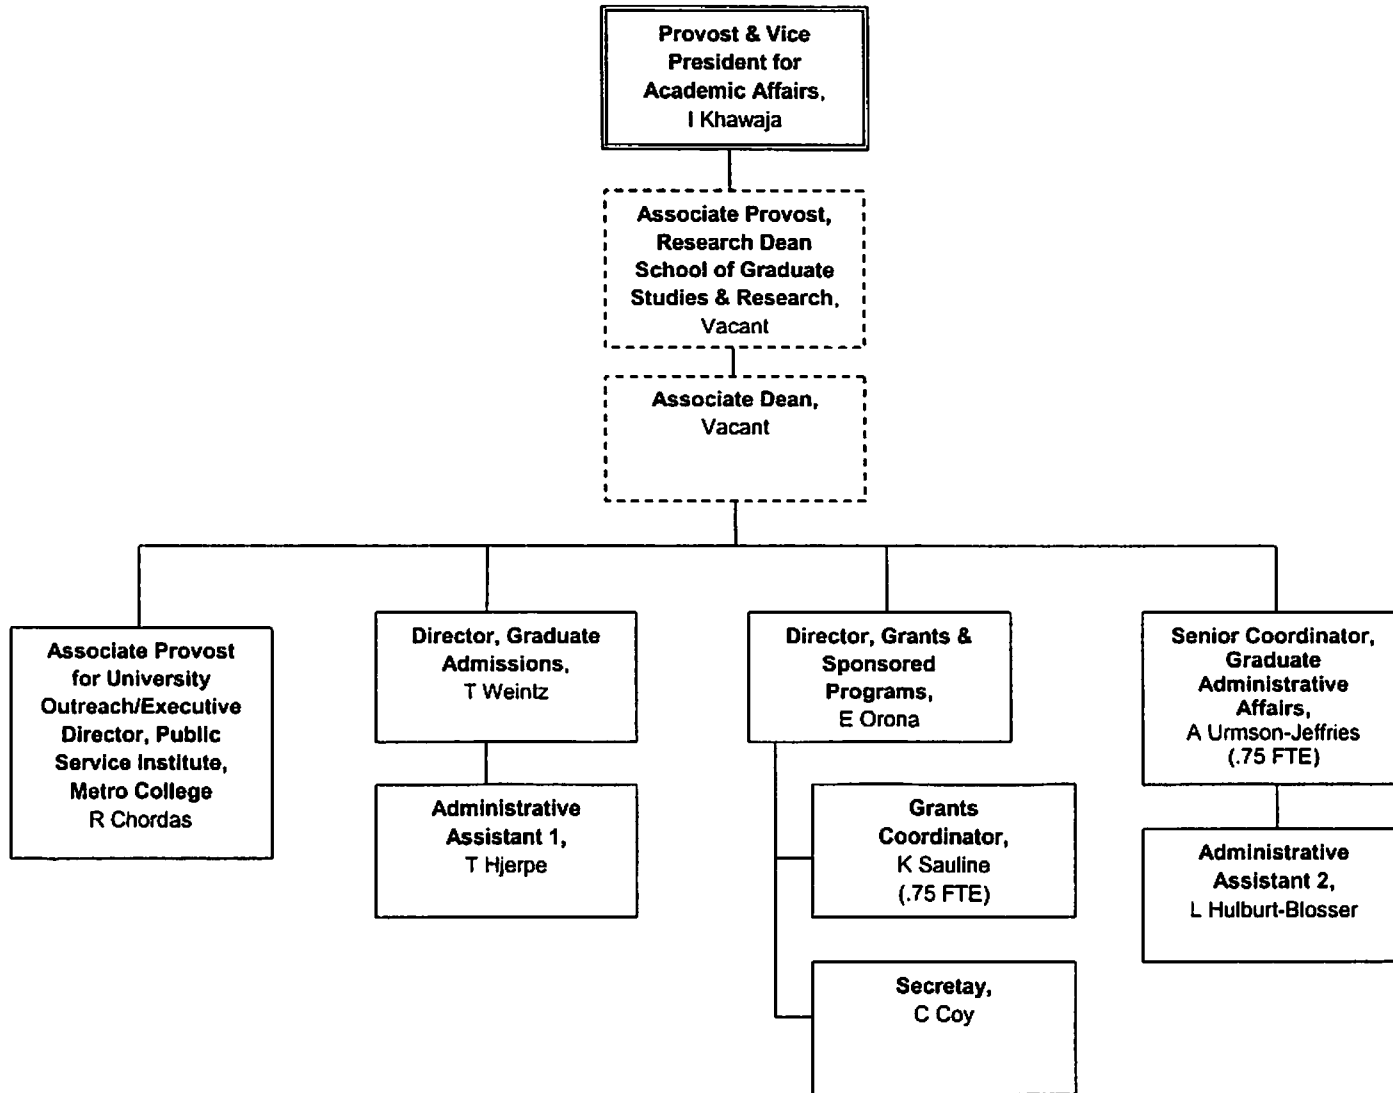 Provost & Vice
President for
Academic Affairs,
I Khawaja
Associate Provost,
Research Dean
School of Graduate
Studies & Research,
Vacant
Associate Dean,
Vacant
Associate Provost
for University
Outreach/Executive
Director, Public
Service Institute,
Metro College
R Chordas
Director, Graduate
Admissions,
T Weintz
Administrative
Assistant 1,
T Hjerpe
Director, Grants &
Sponsored
Programs,
E Orona
Grants
Coordinator,
K Sauline
(.75 FTE)
Secretay,
C Coy
Senior Coordinator,
Graduate
Administrative
Affairs,
A Urmson-Jeffries
(.75 FTE)
Administrative
Assistant 2,
L Hulburt-Blosser